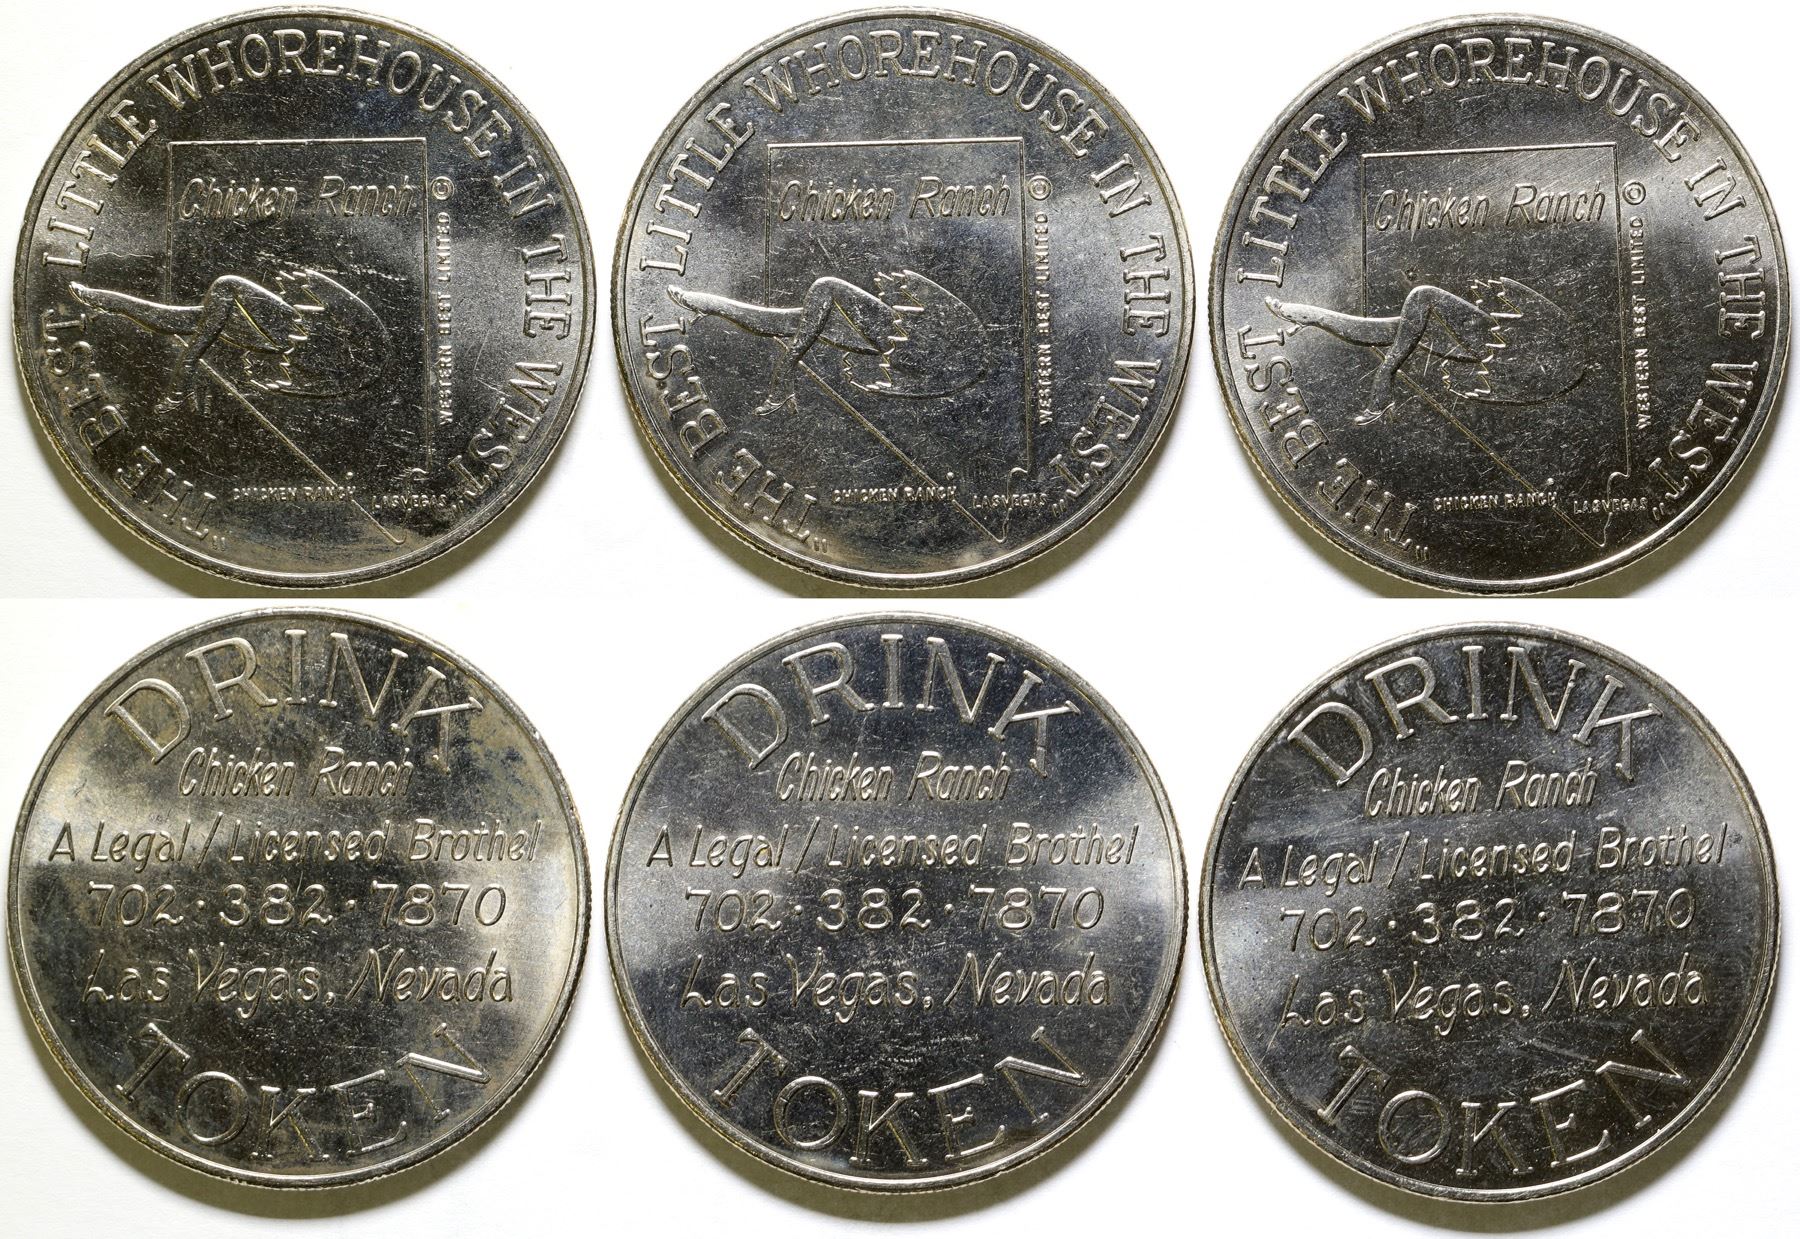 "THE BEST LITTLE WHOREHOUSE IN THE WEST"
Chicken Ranch ©
WESTERN BEST LIMITED
CHICKEN RANCH
LAS VEGAS
"THE BEST LITTLE WHOREHOUSE IN THE WEST"
Chicken Ranch ©
WESTERN BEST LIMITED
CHICKEN RANCH
LAS VEGAS
"THE BEST LITTLE WHOREHOUSE IN THE WEST"
Chicken Ranch ©
WESTERN BEST LIMITED
CHICKEN RANCH
LAS VEGAS
DRINK
Chicken Ranch
A Legal/Licensed Brothel
702·382·7870
Las Vegas, Nevada
TOKEN
DRINK
Chicken Ranch
A Legal/Licensed Brothel
702·382·7870
Las Vegas, Nevada
TOKEN
DRINK
Chicken Ranch
A Legal/Licensed Brothel
702·382·7870
Las Vegas, Nevada
TOKEN